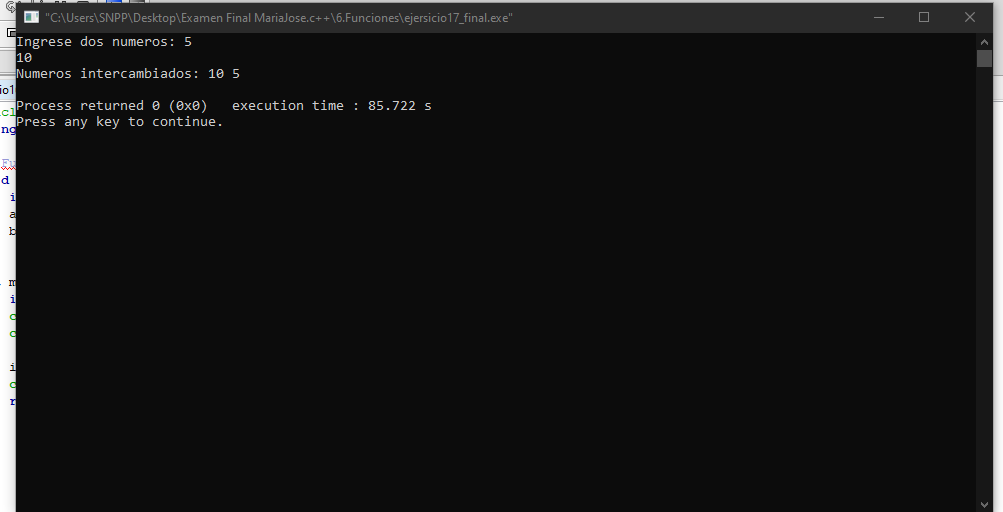 "C:\Users\SNPP\Desktop\Examen Final MariaJose.c++\6.Funciones\ejersicio17_final.exe"
Ingrese dos numeros: 5
10
Numeros intercambiados: 10 5
Process returned 0 (0x0)   execution time : 85.722 s
Press any key to continue.